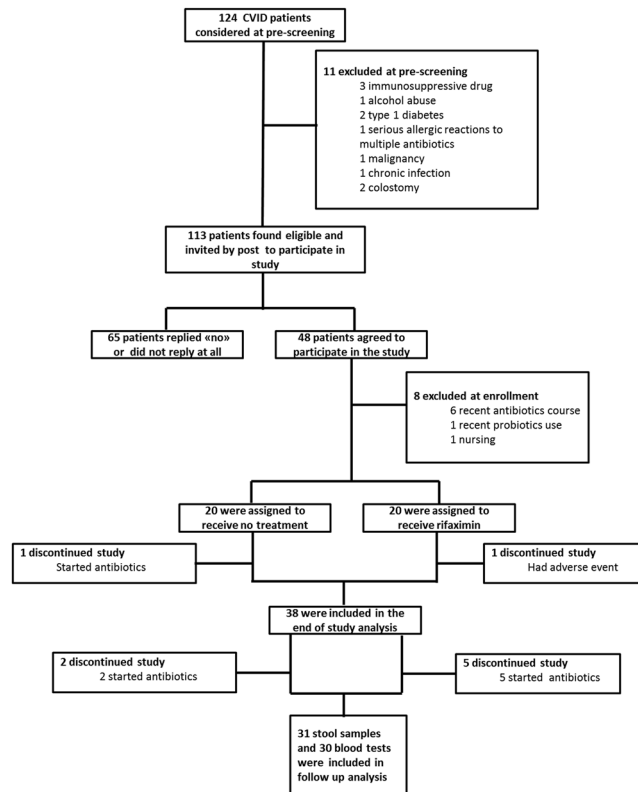 124 CVID patients
considered at pre-screening
11 excluded at pre-screening
3 immunosuppressive drug
1 alcohol abuse
2 type 1 diabetes
1 serious allergic reactions to
multiple antibiotics
1 malignancy
1 chronic infection
2 colostomy
113 patients found eligible and
invited by post to participate in
study
65 patients replied «no»
or did not reply at all
48 patients agreed to
participate in the study
8 excluded at enrollment
6 recent antibiotics course
1 recent probiotics use
1 nursing
20 were assigned to
receive no treatment
20 were assigned to
receive rifaximin
1 discontinued study
Started antibiotics
1 discontinued study
Had adverse event
38 were included in the
end of study analysis
2 discontinued study
2 started antibiotics
5 discontinued study
5 started antibiotics
31 stool samples
and 30 blood tests
were included in
follow up analysis